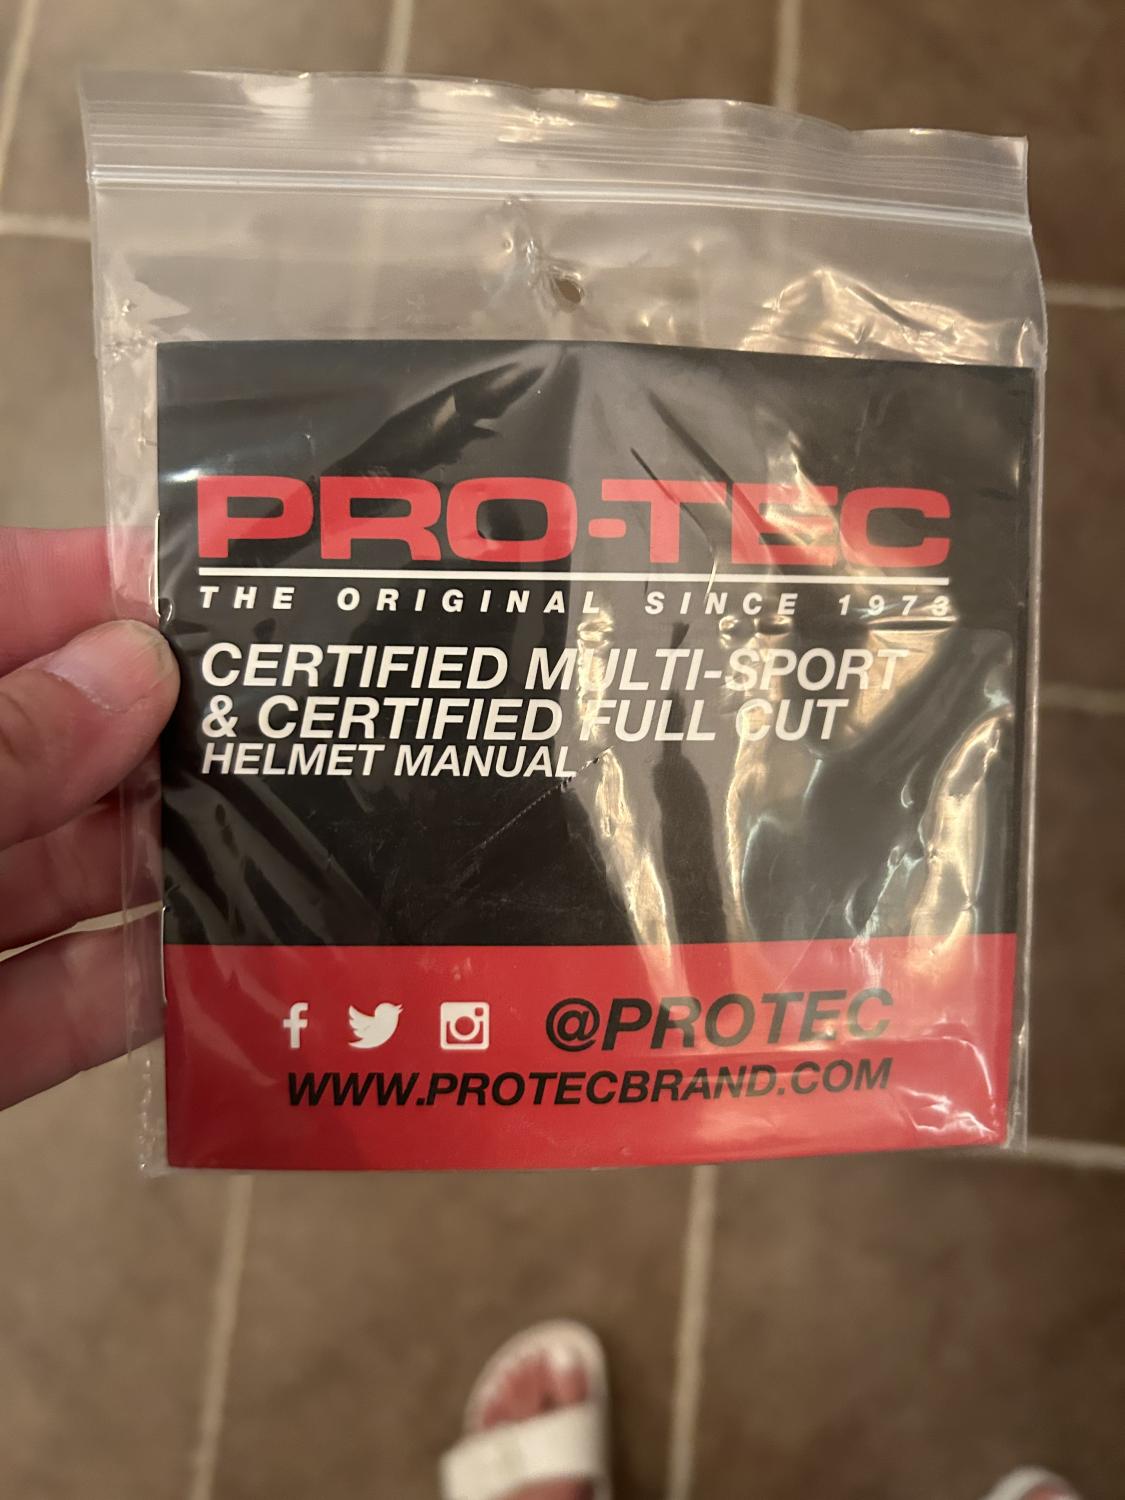 PRO-TEC
THE ORIGINAL SINCE 1973
CERTIFIED MULTI-SPORT
& CERTIFIED FULL CUT
HELMET MANUAL
@PROTEC
WWW.PROTECBRAND.COM